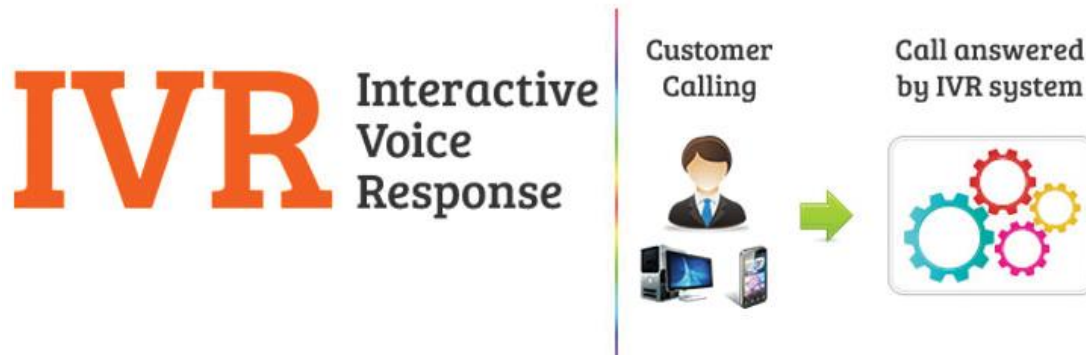 IVR
Interactive
Voice
Response
Customer
Calling
Call answered
by IVR system